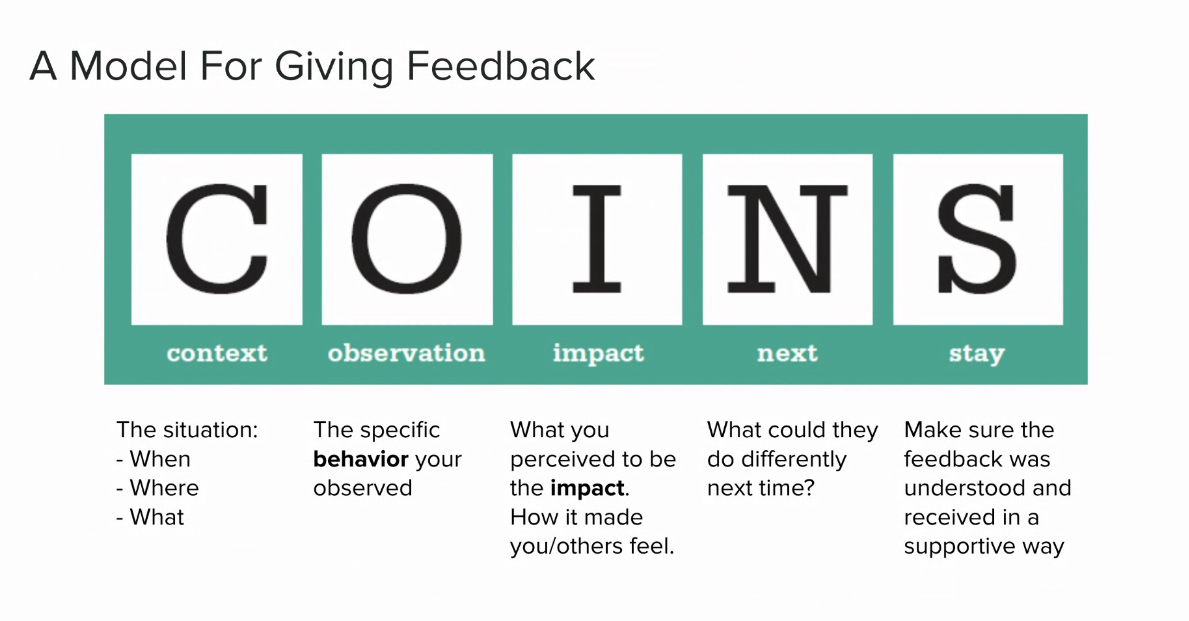 A Model For Giving Feedback
C O I N S
context observation impact next stay
The situation:
- When
- Where
- What
The specific
behavior your
observed
What you
perceived to be
the impact.
How it made
you/others feel.
What could they
do differently
next time?
Make sure the
feedback was
understood and
received in a
supportive way